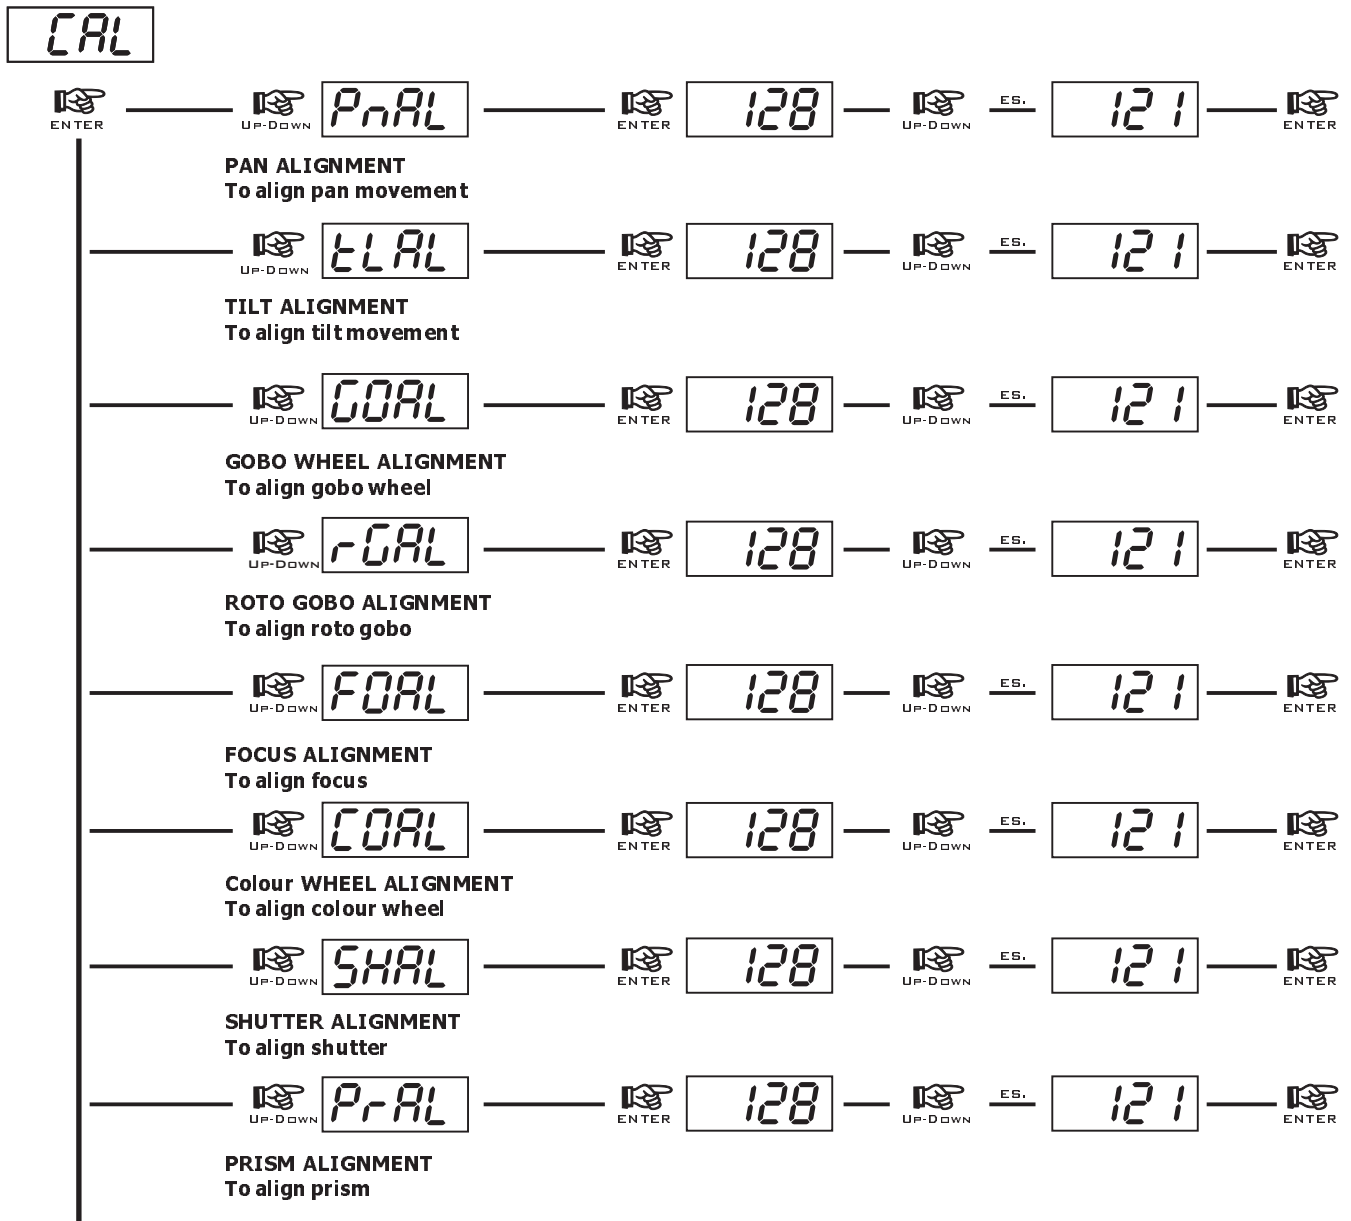 CAL
ENTER UP-DOWN PnAL ENTER 128 UP-DOWN ES. 121 ENTER
PAN ALIGNMENT
To align pan movement
UP-DOWN tLAL ENTER 128 UP-DOWN ES. 121 ENTER
TILT ALIGNMENT
To align tilt movement
UP-DOWN GOAL ENTER 128 UP-DOWN ES. 121 ENTER
GOBO WHEEL ALIGNMENT
To align gobo wheel
UP-DOWN rGAL ENTER 128 UP-DOWN ES. 121 ENTER
ROTO GOBO ALIGNMENT
To align roto gobo
UP-DOWN FOAL ENTER 128 UP-DOWN ES. 121 ENTER
FOCUS ALIGNMENT
To align focus
UP-DOWN COAL ENTER 128 UP-DOWN ES. 121 ENTER
Colour WHEEL ALIGNMENT
To align colour wheel
UP-DOWN SHAL ENTER 128 UP-DOWN ES. 121 ENTER
SHUTTER ALIGNMENT
To align shutter
UP-DOWN PrAL ENTER 128 UP-DOWN ES. 121 ENTER
PRISM ALIGNMENT
To align prism